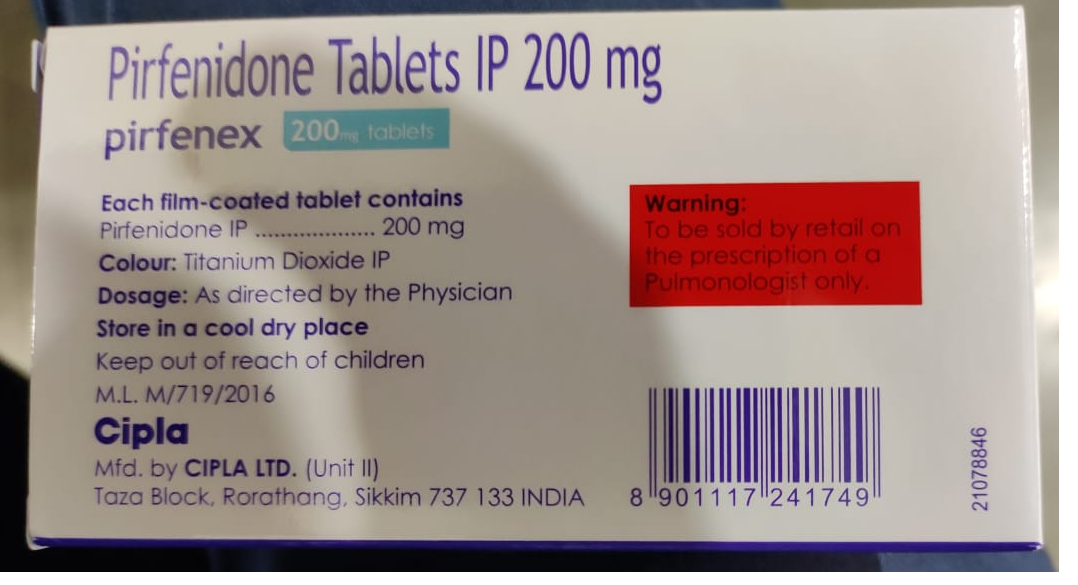 Pirfenidone Tablets IP 200 mg
pirfenex 200mg tablets
Each film-coated tablet contains
Pirfenidone IP ................... 200 mg
Colour: Titanium Dioxide IP
Dosage: As directed by the Physician
Store in a cool dry place
Keep out of reach of children
M.L. M/719/2016
Cipla
Mfd. by CIPLA LTD. (Unit II)
Taza Block, Rorathang, Sikkim 737 133 INDIA
Warning:
To be sold by retail on
the prescription of a
Pulmonologist only.
8 901117 241749
21078846